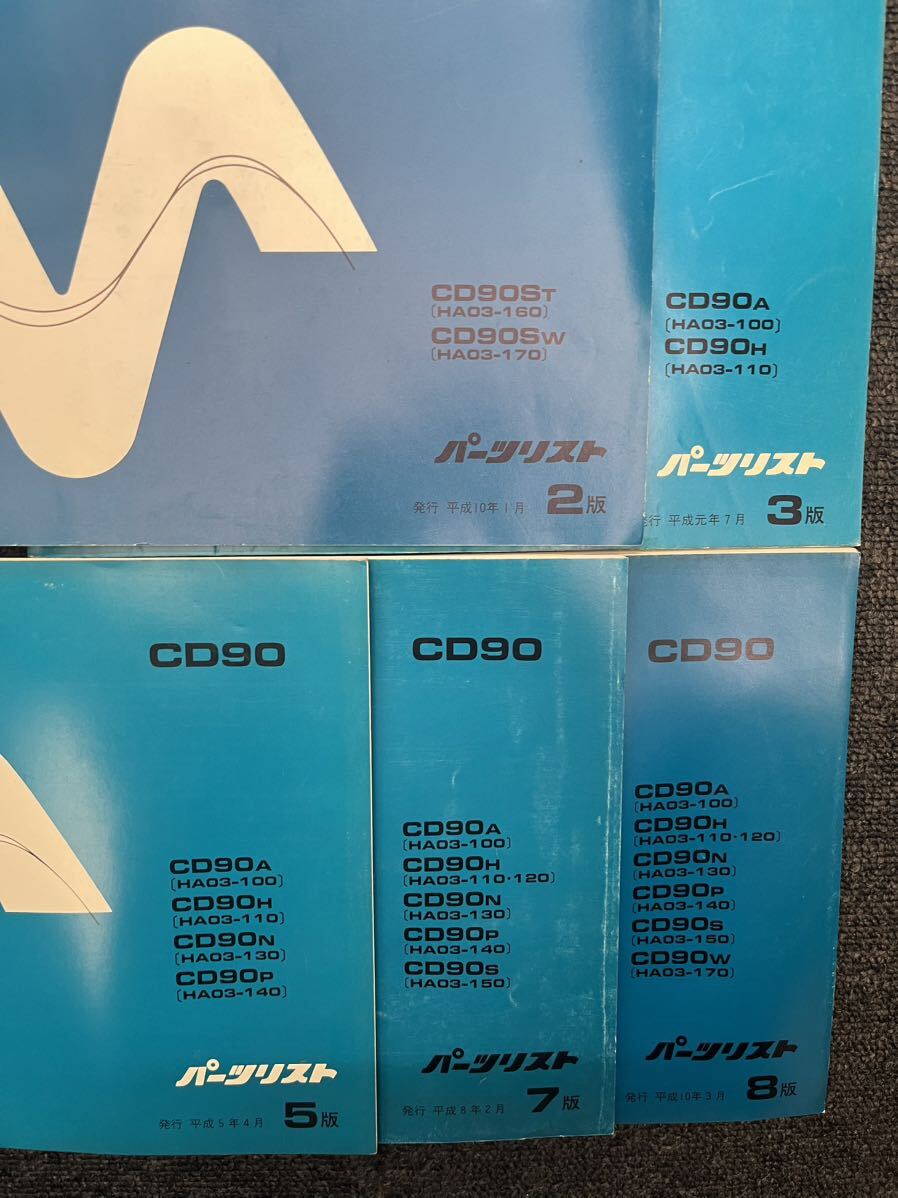 CD90ST
(HA03-160)
CD90SW
(HA03-170)
パーツリスト
発行 平成10年1月 2版
CD90A
(HA03-100)
CD90H
(HA03-110)
パーツリスト
発行 平成元年7月 3版
CD90
CD90A
(HA03-100)
CD90H
(HA03-110)
CD90N
(HA03-130)
CD90P
(HA03-140)
パーツリスト
発行 平成5年4月 5版
CD90
CD90A
(HA03-100)
CD90H
(HA03-110・120)
CD90N
(HA03-130)
CD90P
(HA03-140)
CD90S
(HA03-150)
パーツリスト
発行 平成8年2月 7版
CD90
CD90A
(HA03-100)
CD90H
(HA03-110・120)
CD90N
(HA03-130)
CD90P
(HA03-140)
CD90S
(HA03-150)
CD90W
(HA03-170)
パーツリスト
発行 平成10年3月 8版